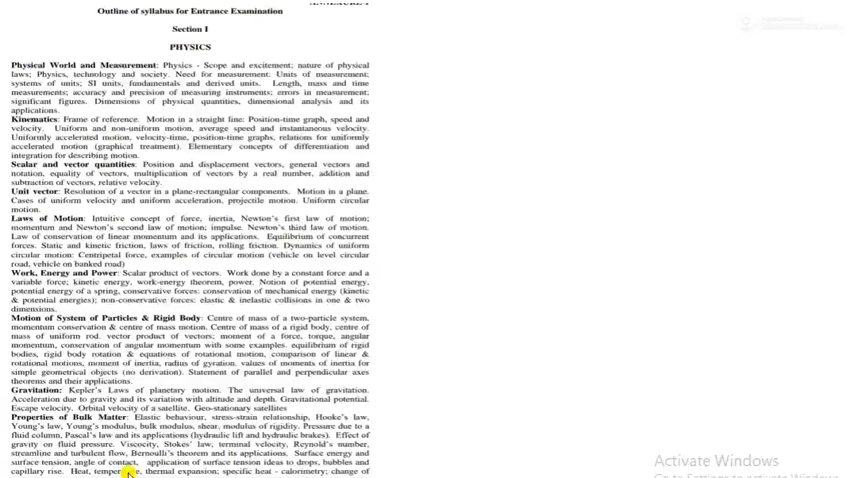 ANNEXURE-I
Outline of syllabus for Entrance Examination
Section I
PHYSICS
Physical World and Measurement: Physics - Scope and excitement; nature of physical
laws; Physics, technology and society. Need for measurement: Units of measurement;
systems of units; SI units, fundamentals and derived units. Length, mass and time
measurements; accuracy and precision of measuring instruments; errors in measurement;
significant figures. Dimensions of physical quantities, dimensional analysis and its
applications.
Kinematics: Frame of reference. Motion in a straight line: Position-time graph, speed and
velocity. Uniform and non-uniform motion, average speed and instantaneous velocity.
Uniformly accelerated motion, velocity-time, position-time graphs, relations for uniformly
accelerated motion (graphical treatment). Elementary concepts of differentiation and
integration for describing motion.
Scalar and vector quantities: Position and displacement vectors, general vectors and
notation, equality of vectors, multiplication of vectors by a real number, addition and
subtraction of vectors, relative velocity.
Unit vector: Resolution of a vector in a plane-rectangular components. Motion in a plane.
Cases of uniform velocity and uniform acceleration, projectile motion. Uniform circular
motion.
Laws of Motion: Intuitive concept of force, inertia, Newton's first law of motion;
momentum and Newton's second law of motion; impulse. Newton's third law of motion.
Law of conservation of linear momentum and its applications. Equilibrium of concurrent
forces. Static and kinetic friction, laws of friction, rolling friction. Dynamics of uniform
circular motion: Centripetal force, examples of circular motion (vehicle on level circular
road, vehicle on banked road)
Work, Energy and Power: Scalar product of vectors. Work done by a constant force and a
variable force; kinetic energy, work-energy theorem, power. Notion of potential energy,
potential energy of a spring, conservative forces: conservation of mechanical energy (kinetic
& potential energies); non-conservative forces: elastic & inelastic collisions in one & two
dimensions.
Motion of System of Particles & Rigid Body: Centre of mass of a two-particle system,
momentum conservation & centre of mass motion. Centre of mass of a rigid body, centre of
mass of uniform rod. vector product of vectors; moment of a force, torque, angular
momentum, conservation of angular momentum with some examples. equilibrium of rigid
bodies, rigid body rotation & equations of rotational motion, comparison of linear &
rotational motions, moment of inertia, radius of gyration. values of moments of inertia for
simple geometrical objects (no derivation). Statement of parallel and perpendicular axes
theorems and their applications.
Gravitation: Kepler's Laws of planetary motion. The universal law of gravitation.
Acceleration due to gravity and its variation with altitude and depth. Gravitational potential.
Escape velocity. Orbital velocity of a satellite. Geo-stationary satellites
Properties of Bulk Matter: Elastic behaviour, stress-strain relationship, Hooke's law,
Young's law, Young's modulus, bulk modulus, shear, modulus of rigidity. Pressure due to a
fluid column, Pascal's law and its applications (hydraulic lift and hydraulic brakes). Effect of
gravity on fluid pressure. Viscocity, Stokes' law, terminal velocity, Reynold's number,
streamline and turbulent flow, Bernoulli's theorem and its applications. Surface energy and
surface tension, angle of contact, application of surface tension ideas to drops, bubbles and
capillary rise. Heat, thermal expansion; specific heat - calorimetry; change of
Activate Windows
Go to Settings to activate Windows